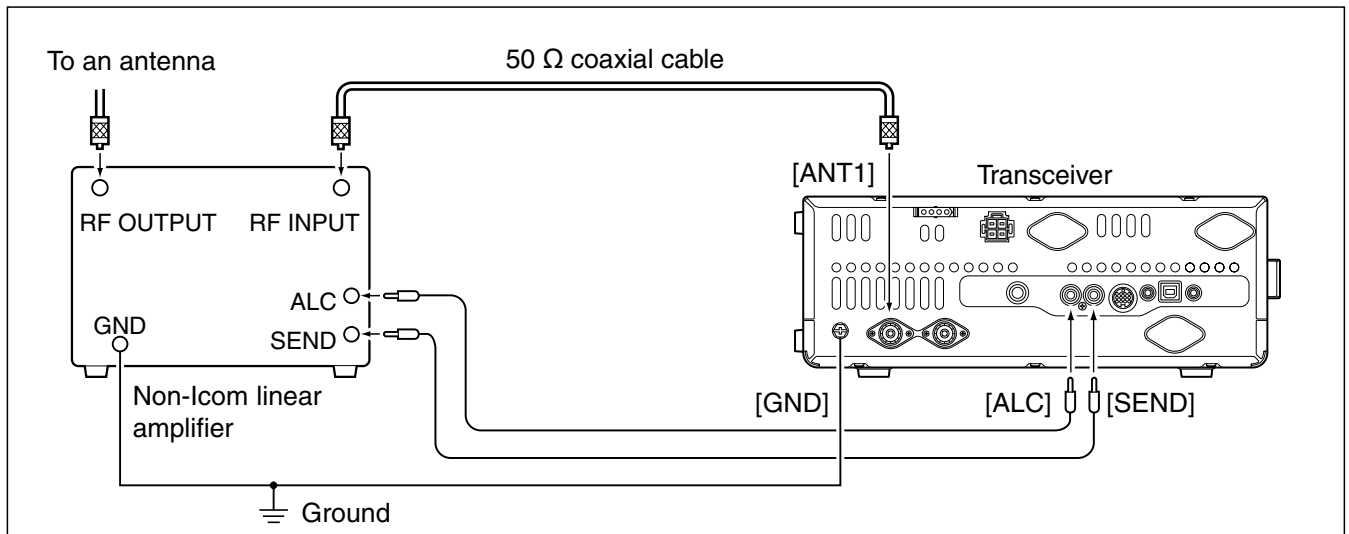 To an antenna
50 Ω coaxial cable
[ANT1]
Transceiver
RF OUTPUT
RF INPUT
ALC
GND
SEND
Non-Icom linear
amplifier
[GND]
[ALC]
[SEND]
Ground